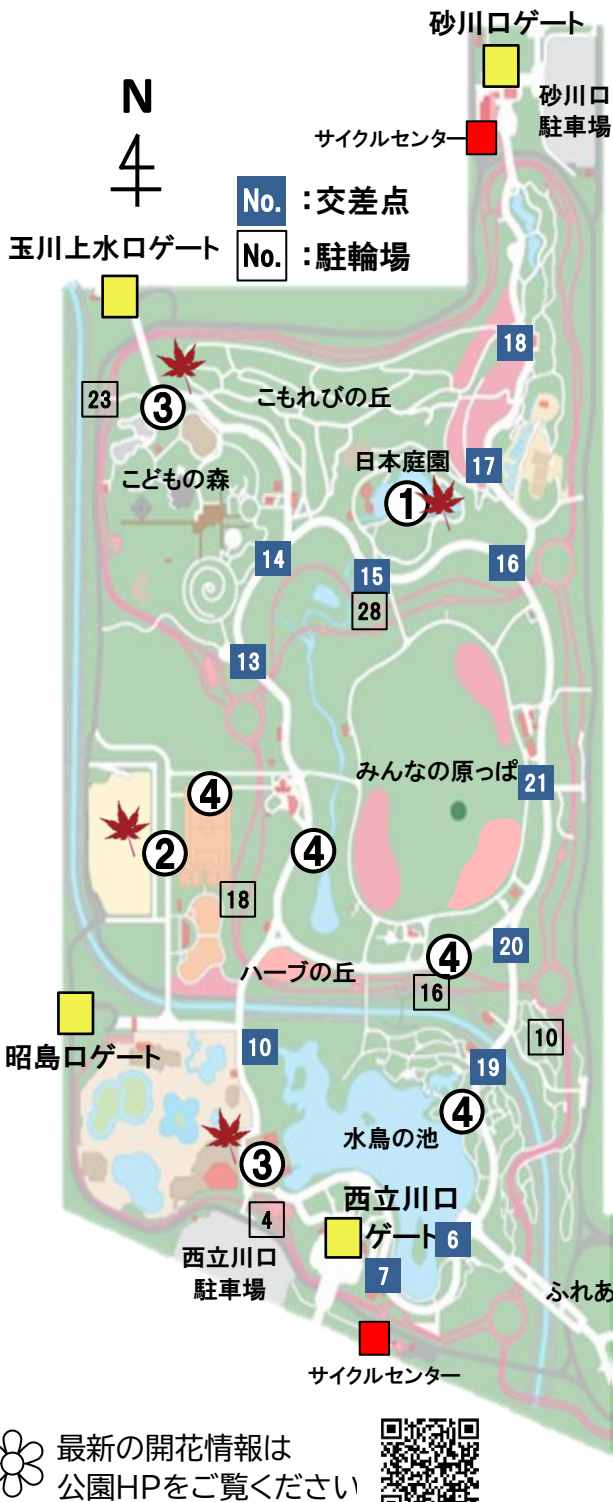 砂川口ゲート
砂川口
駐車場
N
サイクルセンター
No. :交差点
No. :駐輪場
玉川上水口ゲート
18
23
③
こもれびの丘
日本庭園
17
こどもの森
①
14
15
16
28
13
みんなの原っぱ
21
④
②
④
18
20
④
ハーブの丘
16
昭島口ゲート
10
10
19
④
水鳥の池
③
西立川口
ゲート
4
6
西立川口
駐車場
7
ふれあ
サイクルセンター
最新の開花情報は
公園HPをご覧ください